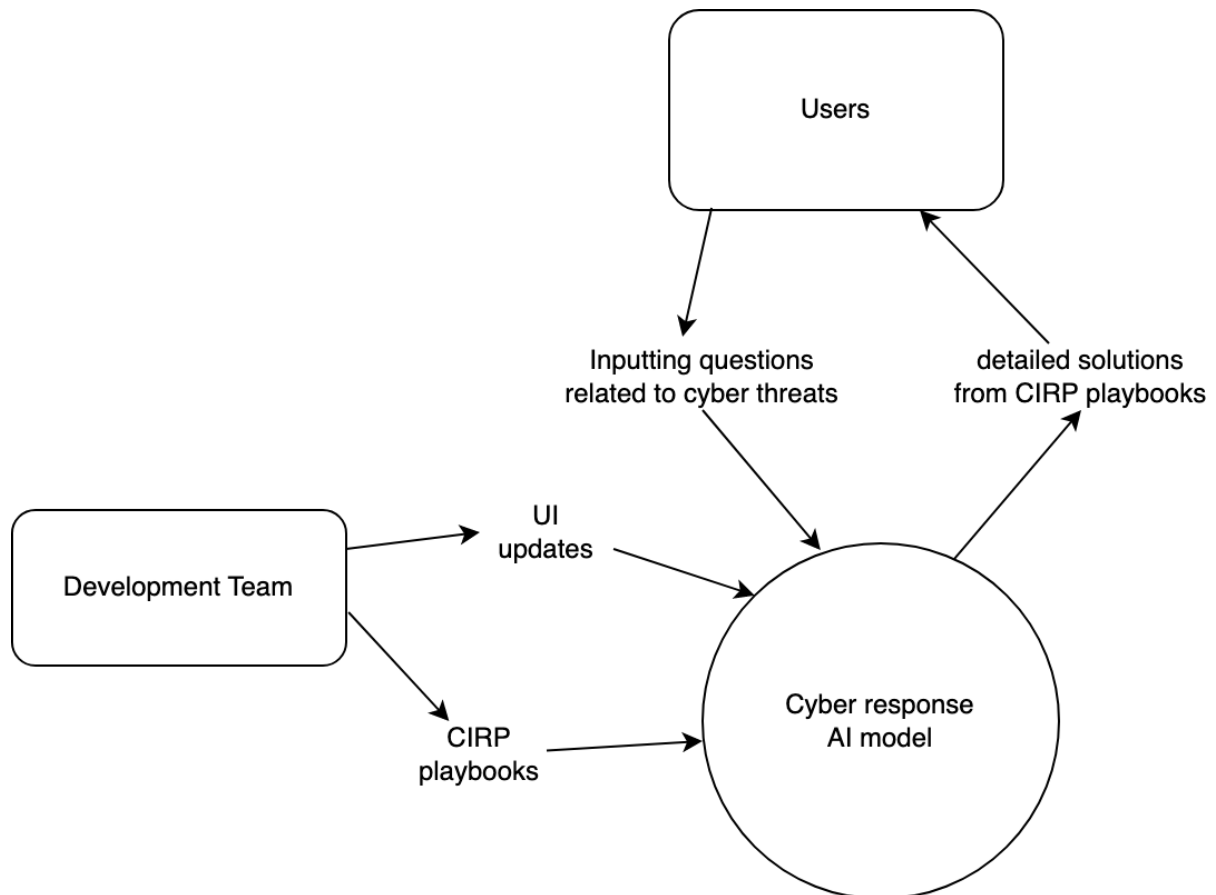 Users
Inputting questions
related to cyber threats
detailed solutions
from CIRP playbooks
UI
updates
Development Team
CIRP
playbooks
Cyber response
AI model